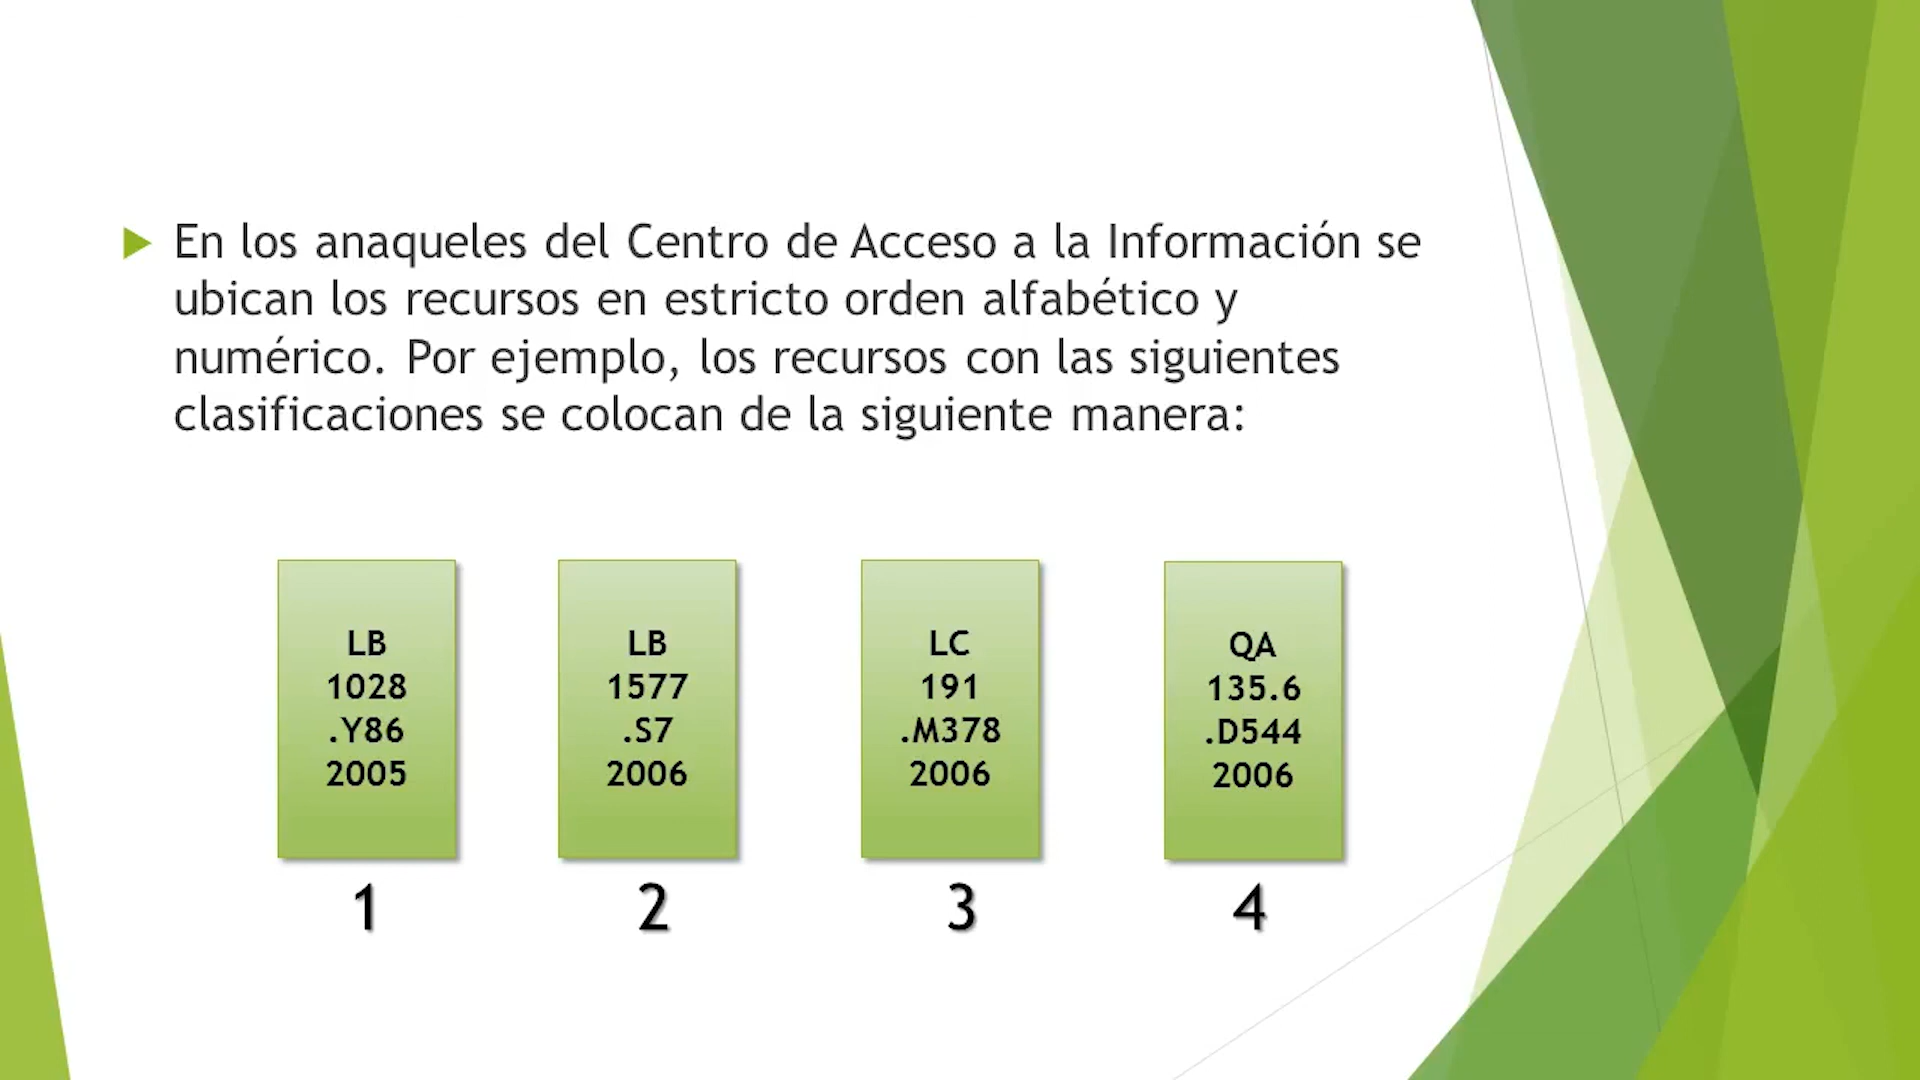 En los anaqueles del Centro de Acceso a la Información se
ubican los recursos en estricto orden alfabético y
numérico. Por ejemplo, los recursos con las siguientes
clasificaciones se colocan de la siguiente manera:
LB
1028
.Y86
2005
1
LB
1577
.S7
2006
2
LC
191
.M378
2006
3
QA
135.6
.D544
2006
4